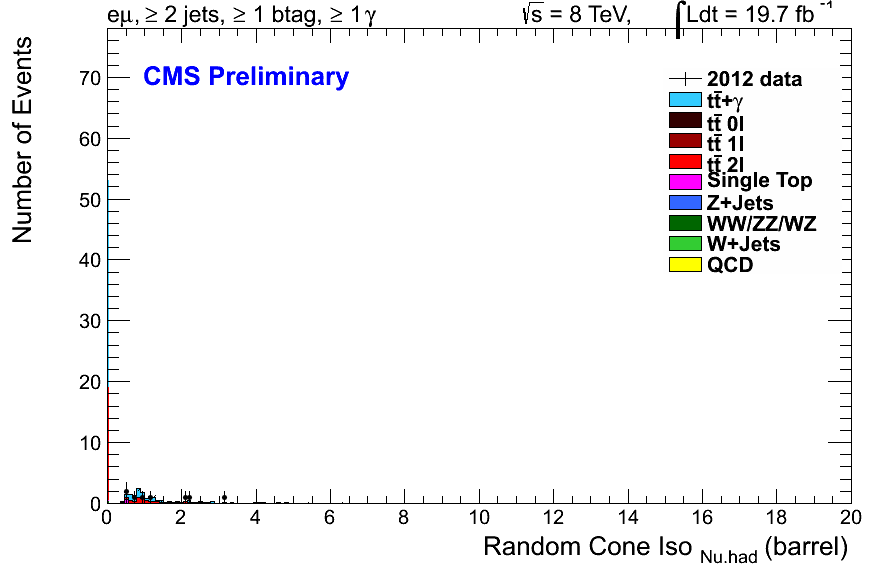 eμ, ≥ 2 jets, ≥ 1 btag, ≥ 1 γ
√s = 8 TeV, ∫Ldt = 19.7 fb⁻¹
Number of Events
CMS Preliminary
2012 data
tt̄+γ
tt̄ 0l
tt̄ 1l
tt̄ 2l
Single Top
Z+Jets
WW/ZZ/WZ
W+Jets
QCD
70
60
50
40
30
20
10
0
0 2 4 6 8 10 12 14 16 18 20
Random Cone Iso Nu.had (barrel)